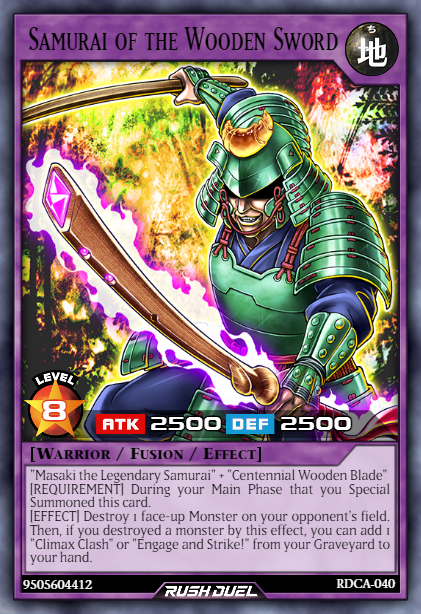 Samurai of the Wooden Sword
ち
地
LEVEL
8
ATK 2500 DEF 2500
[Warrior / Fusion / Effect]
"Masaki the Legendary Samurai" + "Centennial Wooden Blade"
[REQUIREMENT] During your Main Phase that you Special
Summoned this card.
[EFFECT] Destroy 1 face-up Monster on your opponent's field.
Then, if you destroyed a monster by this effect, you can add 1
"Climax Clash" or "Engage and Strike!" from your Graveyard to
your hand.
9505604412
RUSH DUEL
RDCA-040